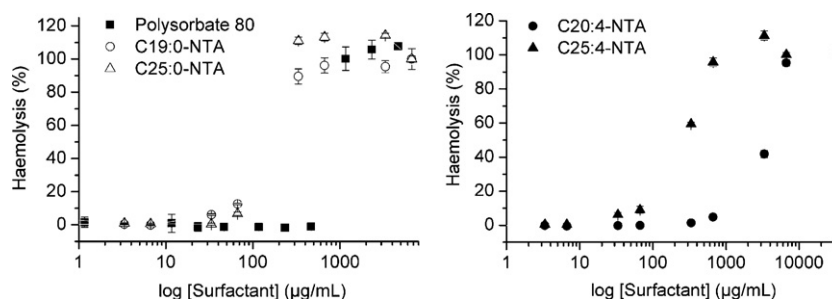 Haemolysis (%)
120
100
80
60
40
20
0
Polysorbate 80
C19:0-NTA
C25:0-NTA
1 10 100 1000
log [Surfactant] (µg/mL)
Haemolysis (%)
120
100
80
60
40
20
0
C20:4-NTA
C25:4-NTA
1 10 100 1000 10000
log [Surfactant] (µg/mL)